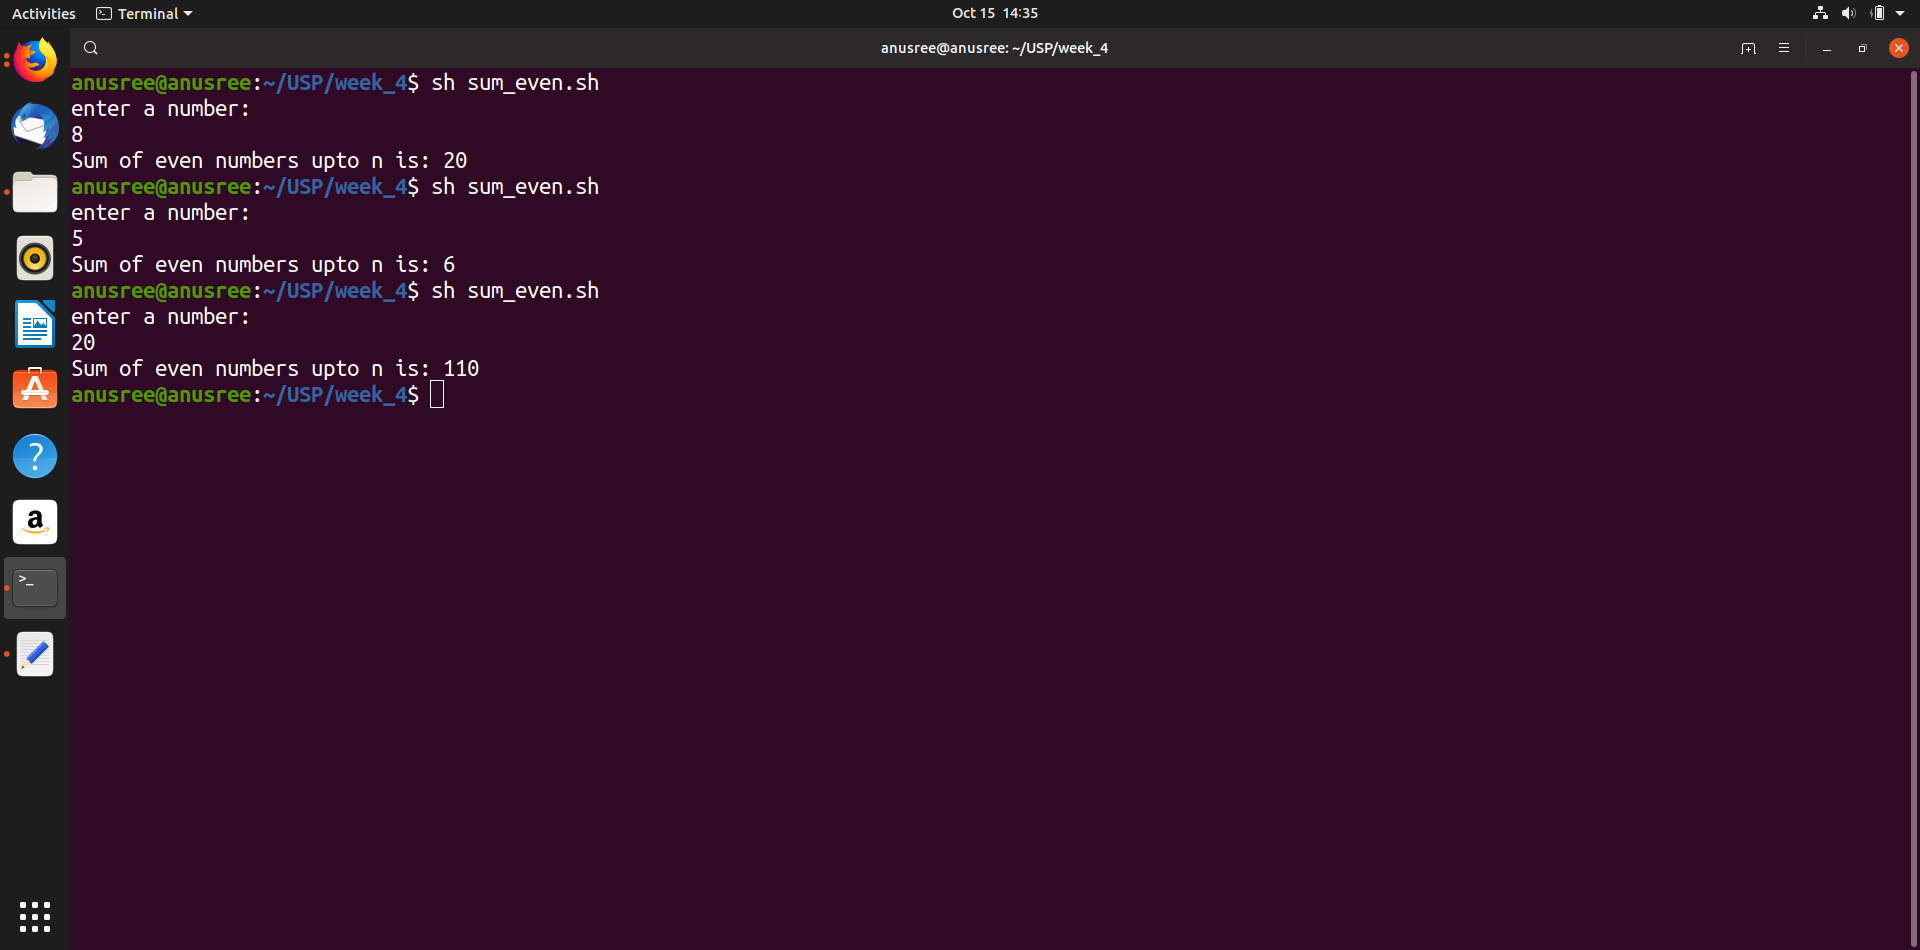 Activities Terminal Oct 15 14:35
anusree@anusree: ~/USP/week_4
anusree@anusree:~/USP/week_4$ sh sum_even.sh
enter a number:
8
Sum of even numbers upto n is: 20
anusree@anusree:~/USP/week_4$ sh sum_even.sh
enter a number:
5
Sum of even numbers upto n is: 6
anusree@anusree:~/USP/week_4$ sh sum_even.sh
enter a number:
20
Sum of even numbers upto n is: 110
anusree@anusree:~/USP/week_4$
?
a
>_